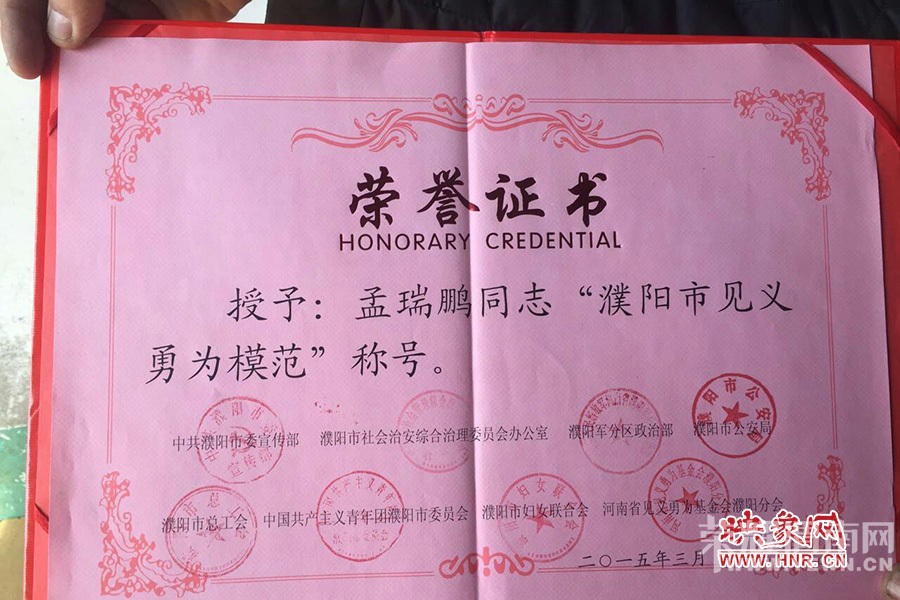 荣誉证书
HONORARY CREDENTIAL
授予：孟瑞鹏同志“濮阳市见义
勇为模范”称号。
中共濮阳市委宣传部 濮阳市社会治安综合治理委员会办公室 濮阳军分区政治部 濮阳市公安局
濮阳市总工会 中国共产主义青年团濮阳市委员会 濮阳市妇女联合会 河南省见义勇为基金会濮阳分会
二〇一五年三月
映象网
WWW.HNR.CN